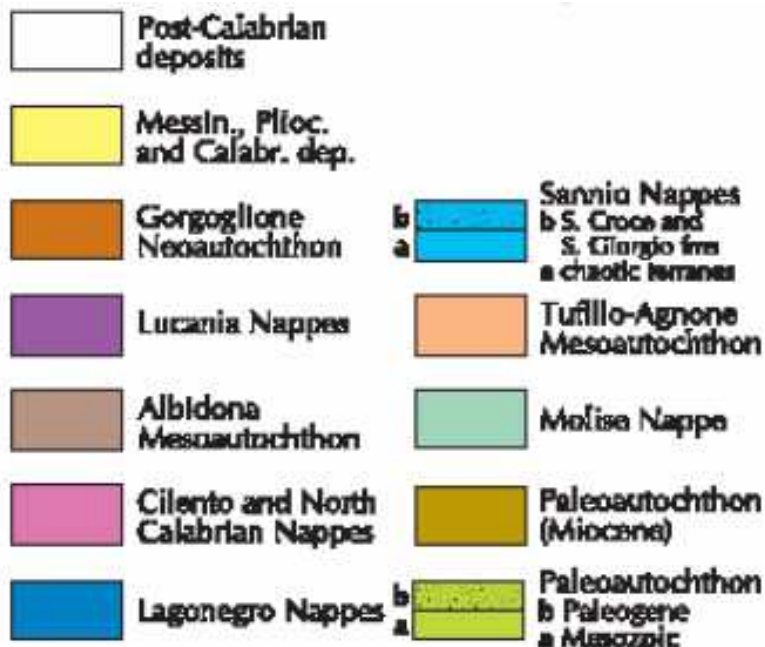 Post-Calabrian
deposits
Messin., Plioc.
and Calabr. dep.
Gorgoglione
Neoautochthon
Lucania Nappes
Albidona
Mesoautochthon
Cilento and North
Calabrian Nappes
Lagonegro Nappes
b
a
Sannio Nappes
b S. Croce and
S. Giorgio fms
a chaotic terranes
Tufillo-Agnone
Mesoautochthon
Molise Nappe
Paleoautochthon
(Miocene)
b
a
Paleoautochthon
b Paleogene
a Mesozoic